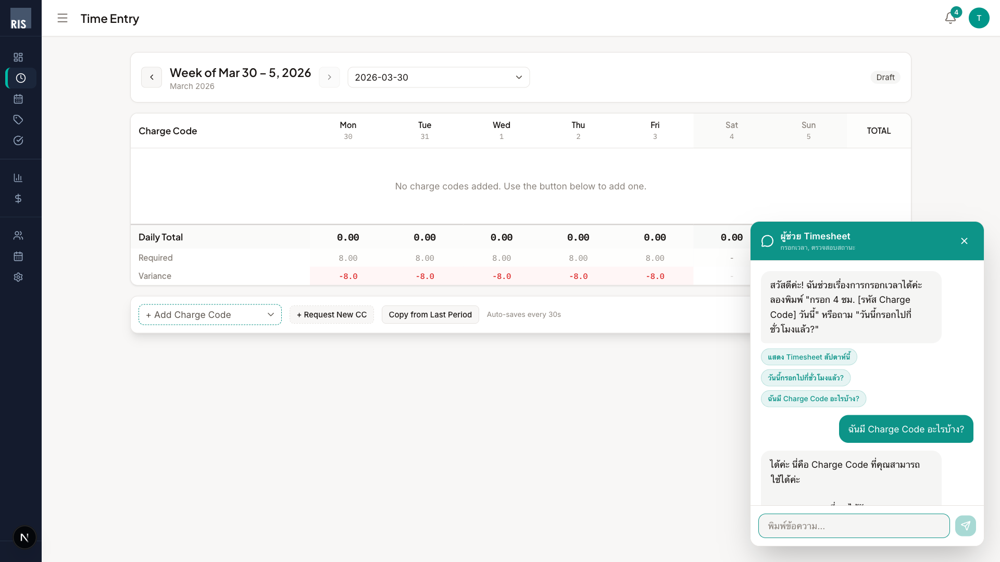 RIS
Time Entry
4
T
Week of Mar 30 – 5, 2026
March 2026
2026-03-30
Draft
Charge Code Mon Tue Wed Thu Fri Sat Sun TOTAL
30 31 1 2 3 4 5
No charge codes added. Use the button below to add one.
Daily Total 0.00 0.00 0.00 0.00 0.00 0.00
Required 8.00 8.00 8.00 8.00 8.00 -
Variance -8.0 -8.0 -8.0 -8.0 -8.0 -
+ Add Charge Code
+ Request New CC
Copy from Last Period
Auto-saves every 30s
ผู้ช่วย Timesheet
กรอกเวลา, ตรวจสอบสถานะ
สวัสดีค่ะ! ฉันช่วยเรื่องการกรอกเวลาได้ค่ะ
ลองพิมพ์ "กรอก 4 ชม. [รหัส Charge
Code] วันนี้" หรือถาม "วันนี้กรอกไปกี่
ชั่วโมงแล้ว?"
แสดง Timesheet สัปดาห์นี้
วันนี้กรอกไปกี่ชั่วโมงแล้ว?
ฉันมี Charge Code อะไรบ้าง?
ฉันมี Charge Code อะไรบ้าง?
ได้ค่ะ นี่คือ Charge Code ที่คุณสามารถ
ใช้ได้ค่ะ
พิมพ์ข้อความ...
N